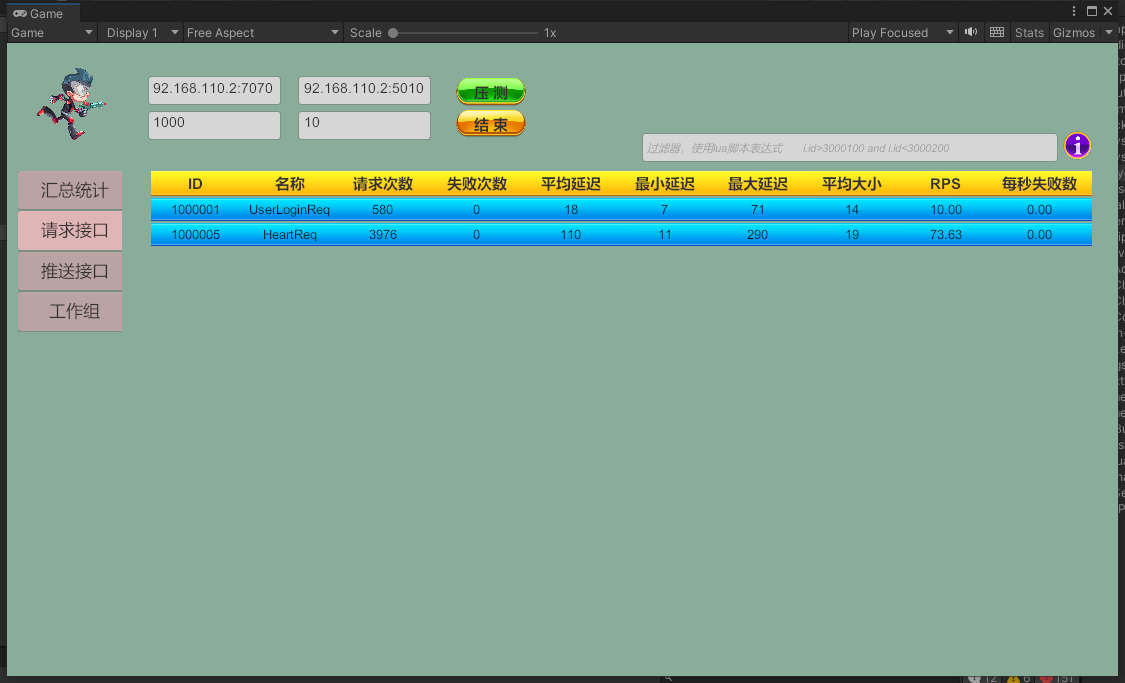 Game
Game Display 1 Free Aspect Scale 1x Play Focused Stats Gizmos
92.168.110.2:7070 92.168.110.2:5010 压 测
1000 10 结 束
过滤器，使用lua脚本表达式 i.id>3000100 and i.id<3000200
汇总统计
请求接口
推送接口
工作组
ID 名称 请求次数 失败次数 平均延迟 最小延迟 最大延迟 平均大小 RPS 每秒失败数
1000001 UserLoginReq 580 0 18 7 71 14 10.00 0.00
1000005 HeartReq 3976 0 110 11 290 19 73.63 0.00
12 6 151